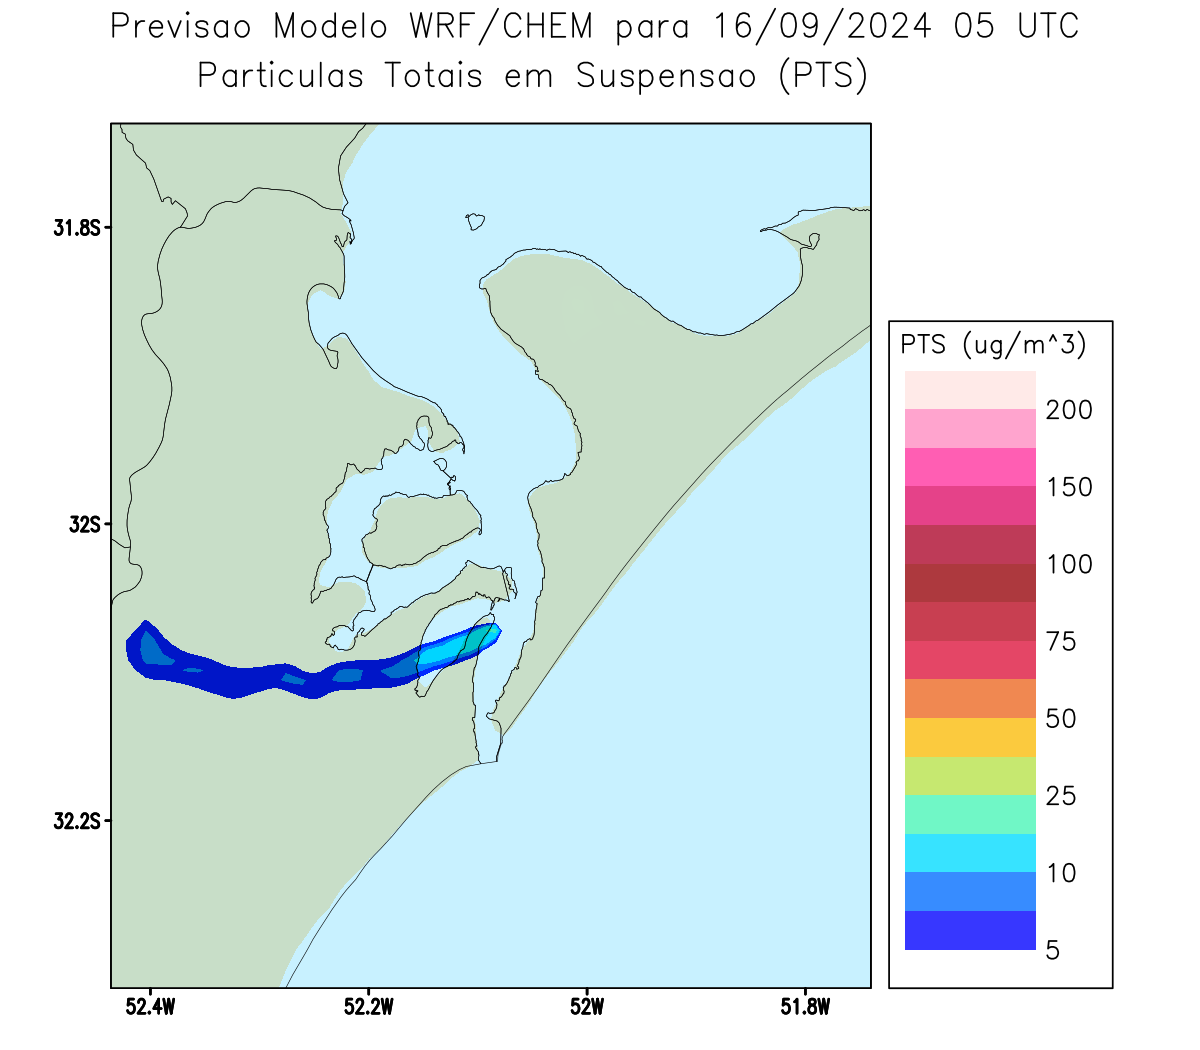 Previsao Modelo WRF/CHEM para 16/09/2024 05 UTC
Particulas Totais em Suspensao (PTS)
31.8S
32S
32.2S
52.4W
52.2W
52W
51.8W
PTS (ug/m^3)
200
150
100
75
50
25
10
5